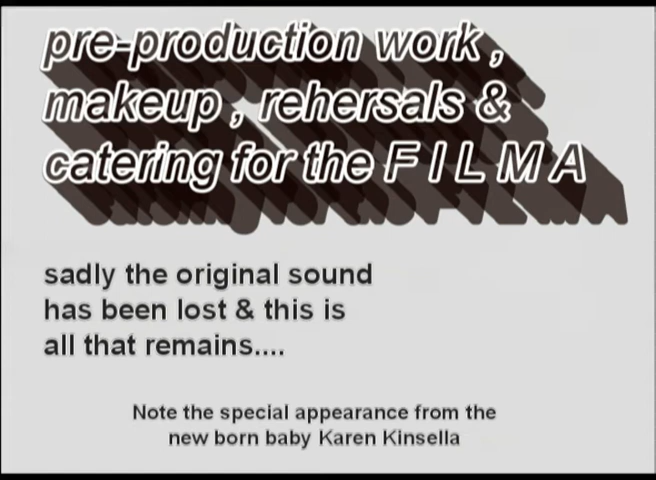 pre-production work ,
makeup , rehersals &
catering for the F I L M A
sadly the original sound
has been lost & this is
all that remains....
Note the special appearance from the
new born baby Karen Kinsella